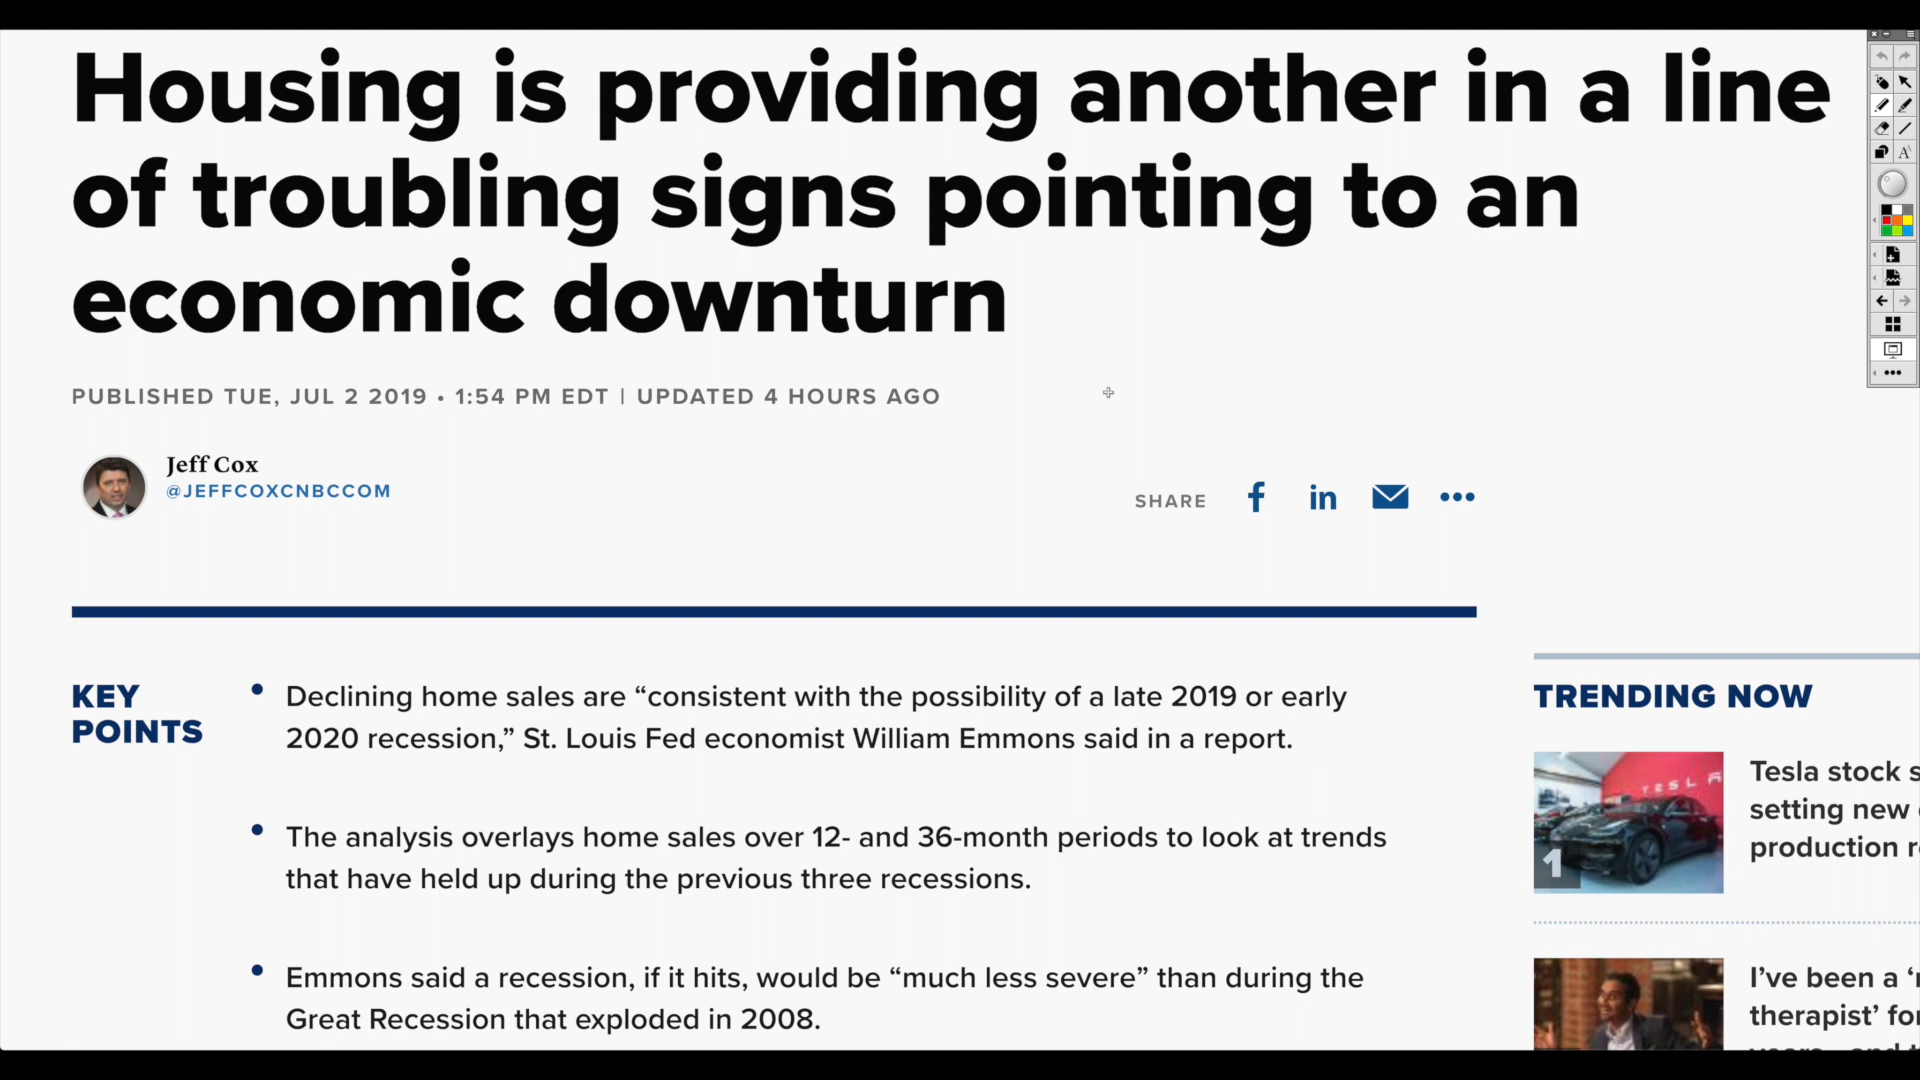 Housing is providing another in a line
of troubling signs pointing to an
economic downturn
PUBLISHED TUE, JUL 2 2019 • 1:54 PM EDT | UPDATED 4 HOURS AGO
Jeff Cox
@JEFFCOXCNBCCOM
SHARE
KEY
POINTS
• Declining home sales are “consistent with the possibility of a late 2019 or early
2020 recession,” St. Louis Fed economist William Emmons said in a report.
• The analysis overlays home sales over 12- and 36-month periods to look at trends
that have held up during the previous three recessions.
• Emmons said a recession, if it hits, would be “much less severe” than during the
Great Recession that exploded in 2008.
TRENDING NOW
TESLA
1
Tesla stock s
setting new
production r
I’ve been a ‘
therapist’ fo